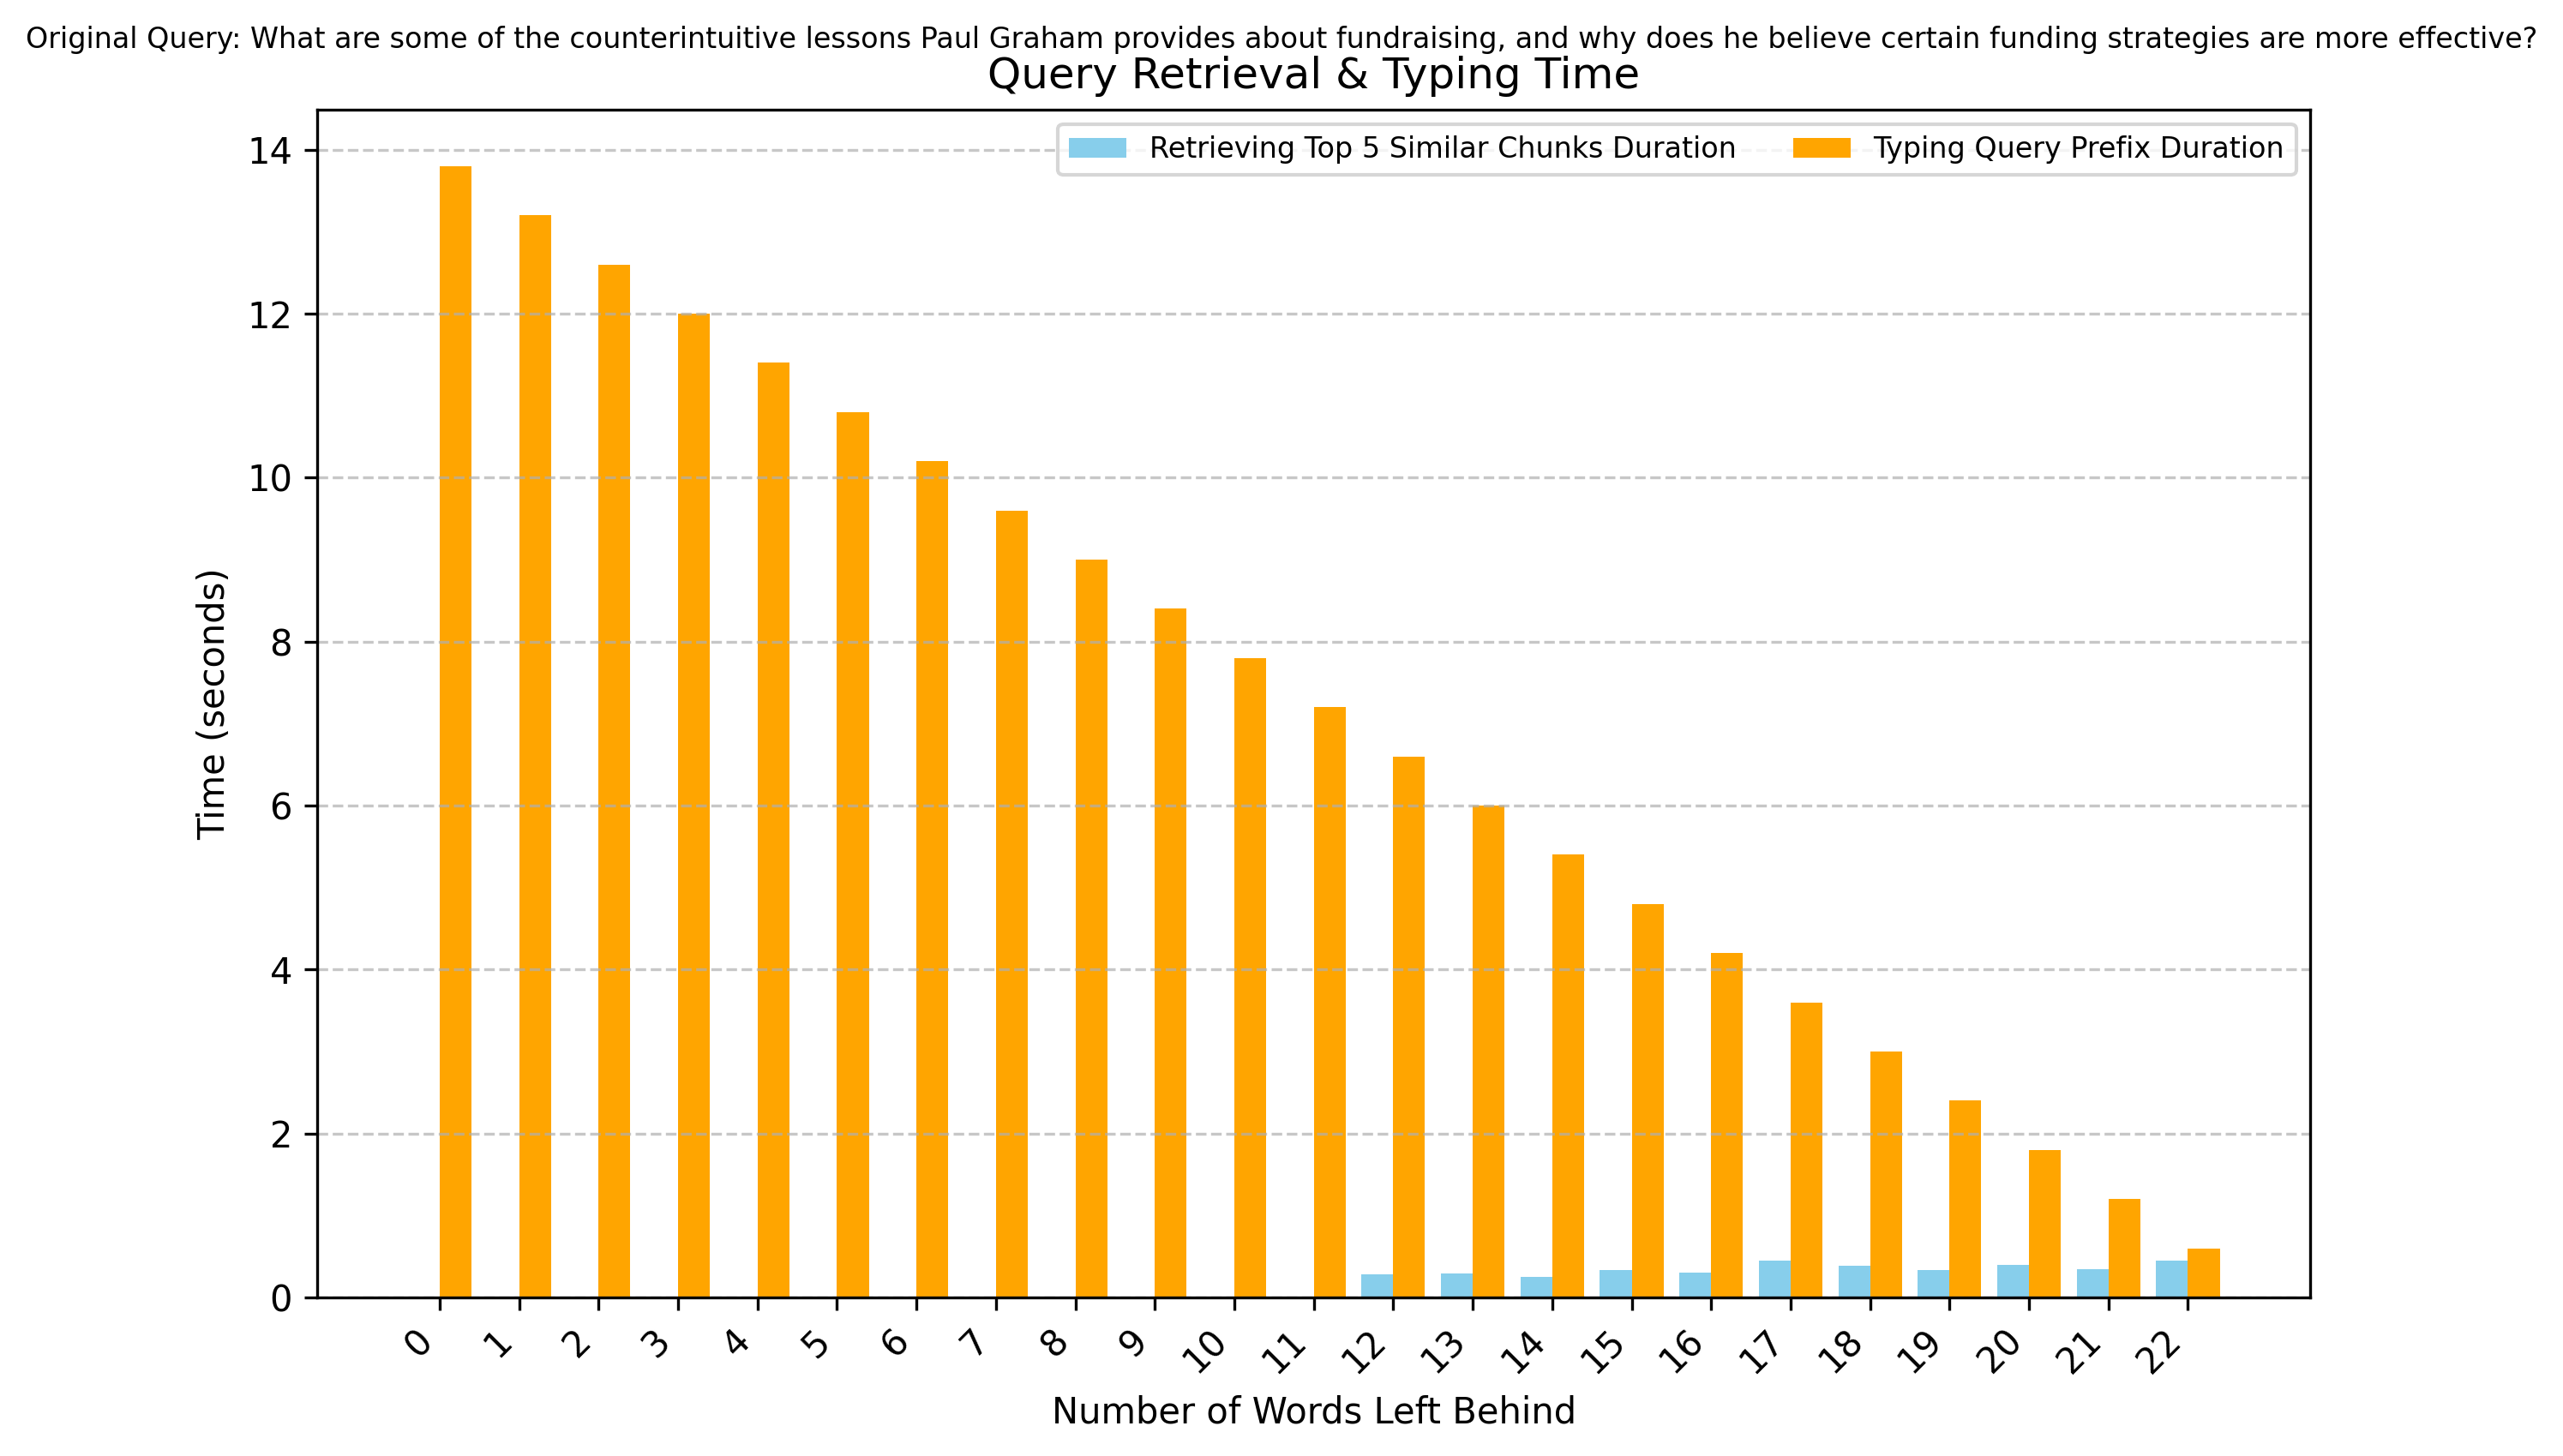 Original Query: What are some of the counterintuitive lessons Paul Graham provides about fundraising, and why does he believe certain funding strategies are more effective?
Query Retrieval & Typing Time
Retrieving Top 5 Similar Chunks Duration
Typing Query Prefix Duration
14
12
10
8
6
4
2
0
Time (seconds)
0 1 2 3 4 5 6 7 8 9 10 11 12 13 14 15 16 17 18 19 20 21 22
Number of Words Left Behind